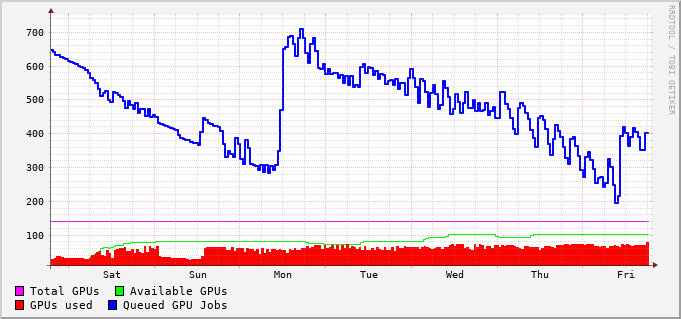 700
600
500
400
300
200
100
Sat Sun Mon Tue Wed Thu Fri
Total GPUs Available GPUs
GPUs used Queued GPU Jobs
RRDTOOL / TOBI OETIKER